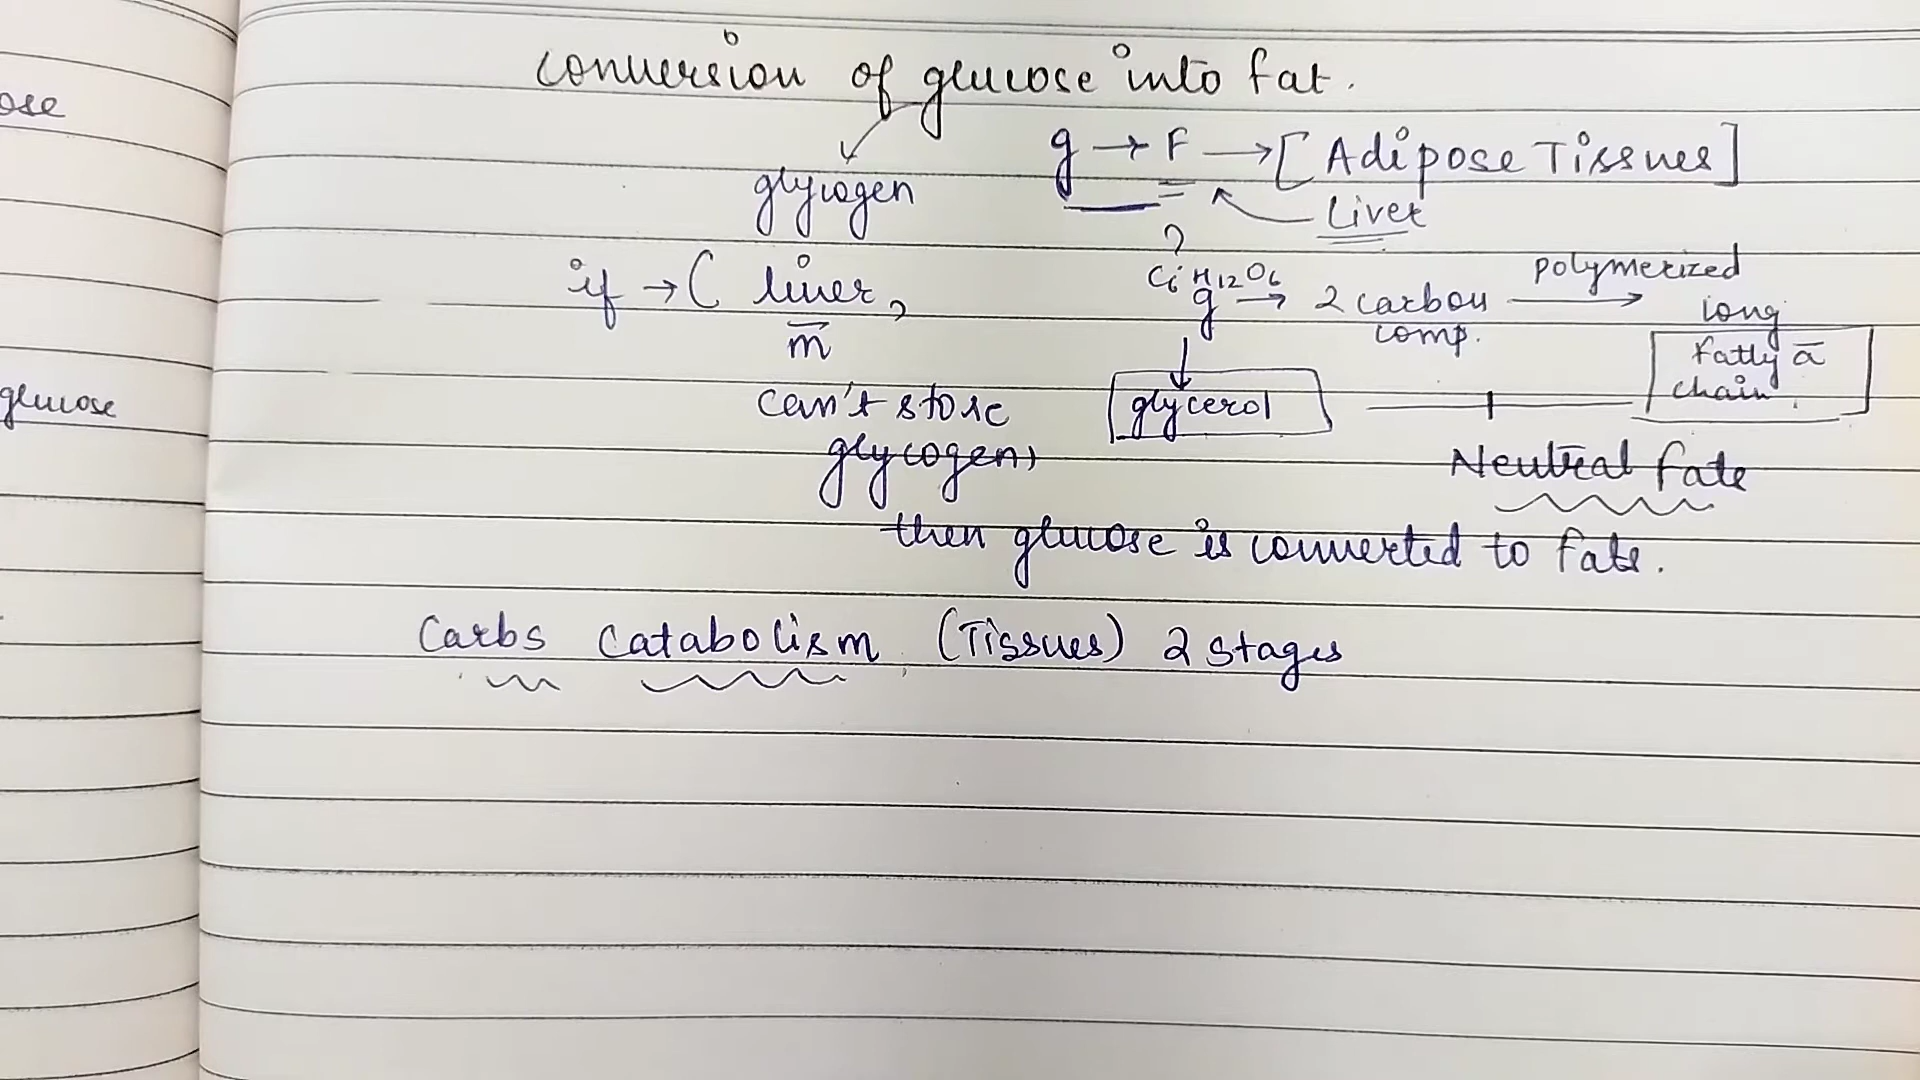 conversion of glucose into fat.
ose
g → F → [Adipose Tissues]
glycogen
Liver
?
if → ( liver,
m̄
C6H12O6
g → 2 carbon comp.
polymerized
long
Fatty ā
chain
glucose
can't store
glycerol
glycogen)
Neutral fats
then glucose is converted to fats.
Carbs Catabolism (Tissues) 2 stages